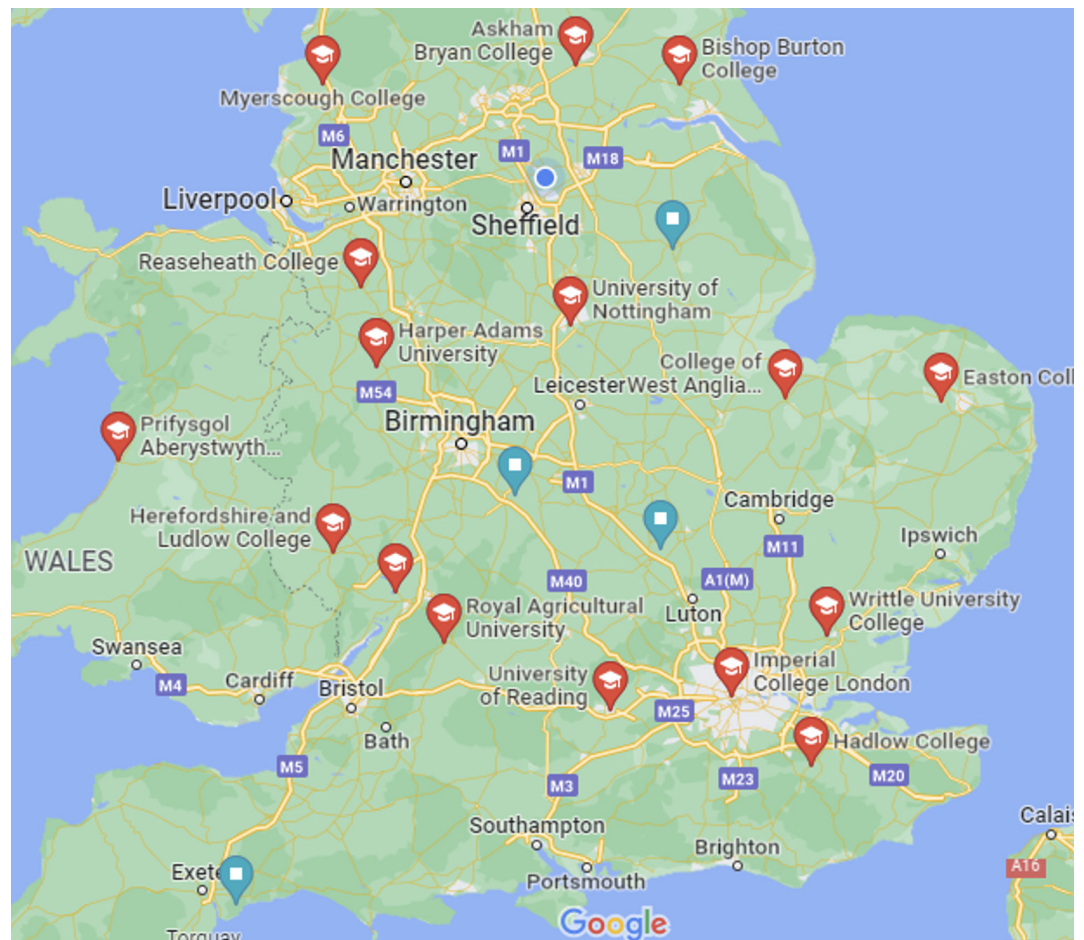 Askham
Bryan College
Bishop Burton
College
Myerscough College
M6
M1
M18
Manchester
Liverpool
Warrington
Sheffield
Reaseheath College
University of
Nottingham
Harper Adams
University
College of
West Anglia...
Easton Coll
M54
Leicester
Birmingham
Prifysgol
Aberystwyth...
M1
Cambridge
Herefordshire and
Ludlow College
Ipswich
WALES
M11
M40
A1(M)
Luton
Writtle University
College
Royal Agricultural
University
Swansea
Imperial
College London
University
of Reading
M4
Cardiff
Bristol
M25
Bath
Hadlow College
M5
M3
M23
M20
Southampton
Brighton
Calais
A16
Exete
Portsmouth
Torquay
Google